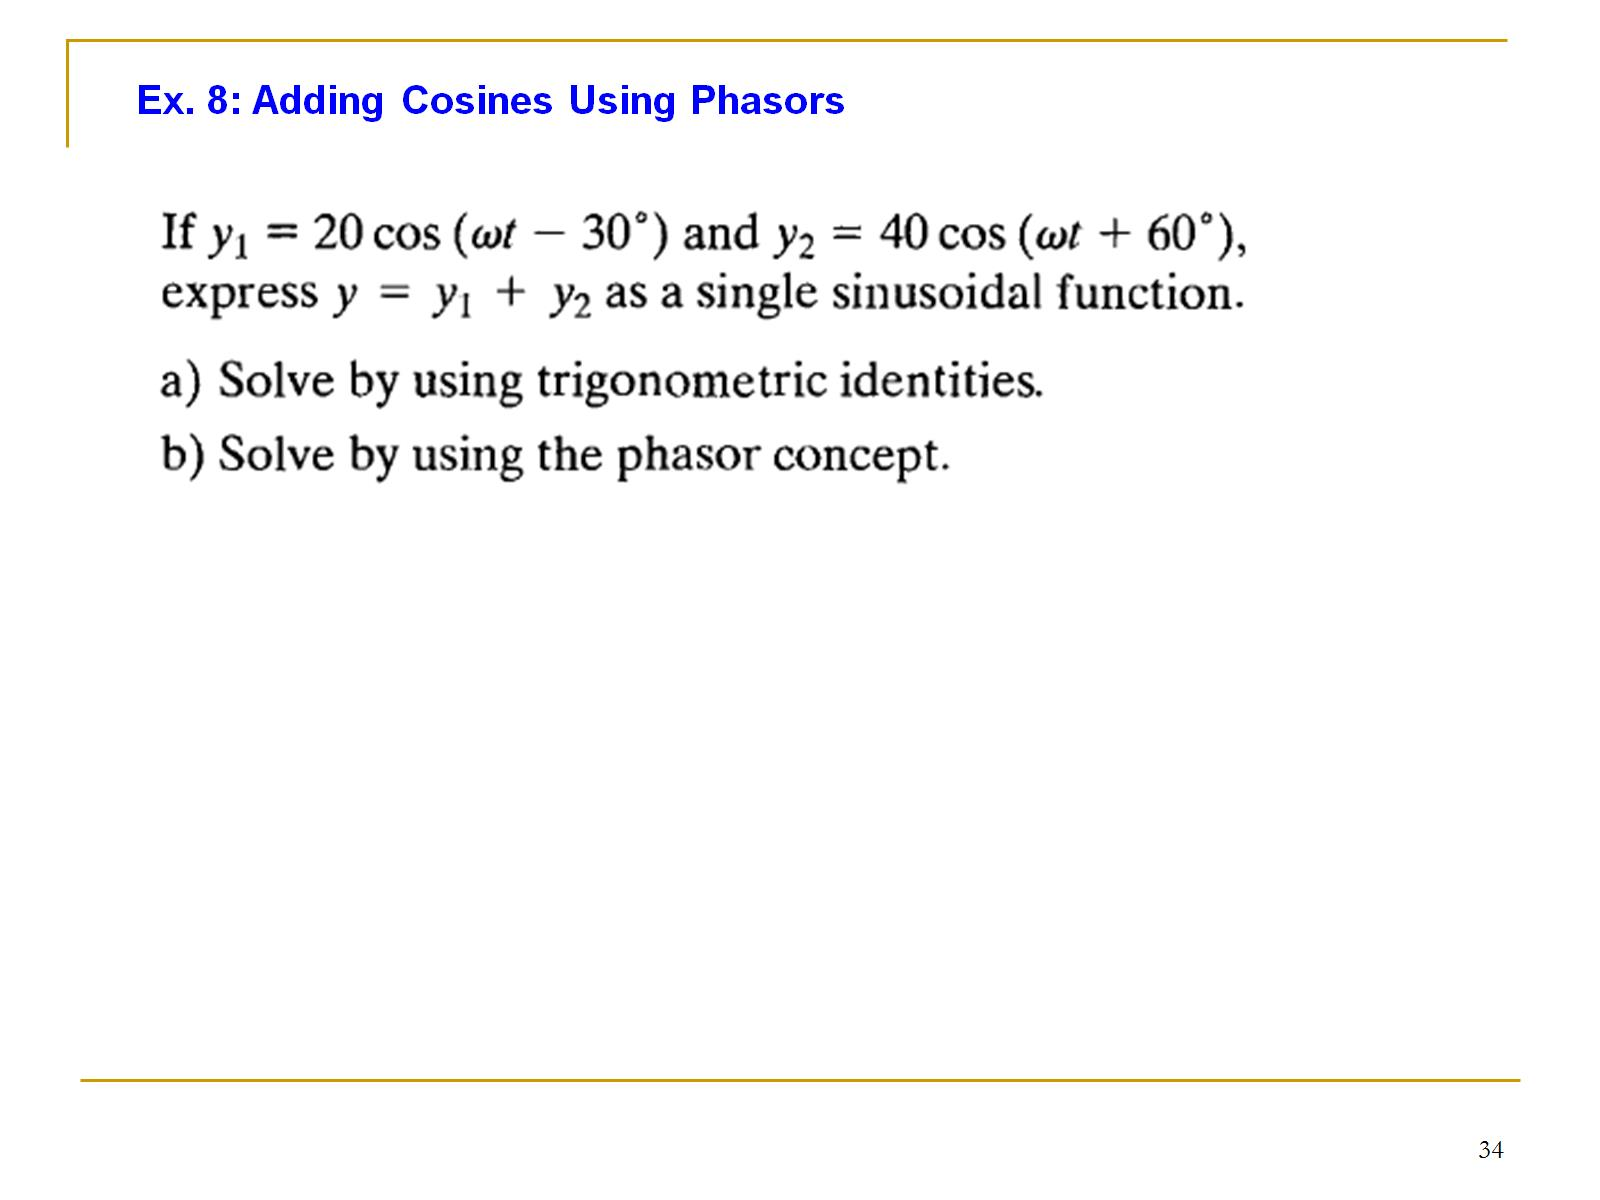 Ex. 8: Adding Cosines Using Phasors
If y₁ = 20 cos (ωt − 30°) and y₂ = 40 cos (ωt + 60°),
express y = y₁ + y₂ as a single sinusoidal function.
a) Solve by using trigonometric identities.
b) Solve by using the phasor concept.
34